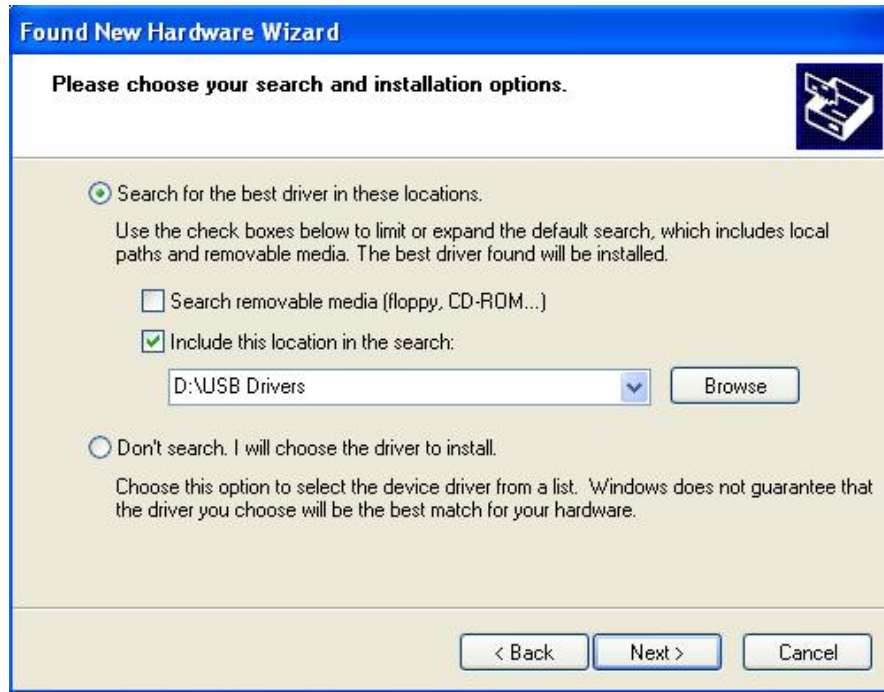 Found New Hardware Wizard
Please choose your search and installation options.
Search for the best driver in these locations.
Use the check boxes below to limit or expand the default search, which includes local
paths and removable media. The best driver found will be installed.
Search removable media (floppy, CD-ROM...)
Include this location in the search:
D:\USB Drivers
Browse
Don't search. I will choose the driver to install.
Choose this option to select the device driver from a list.  Windows does not guarantee that
the driver you choose will be the best match for your hardware.
< Back
Next >
Cancel